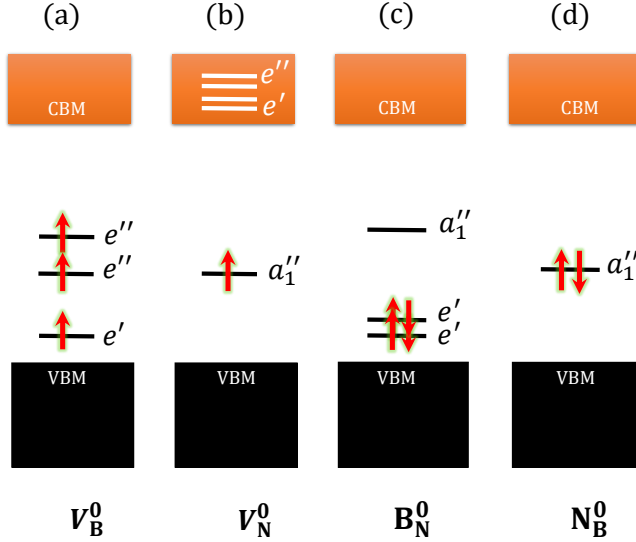 (a) (b) (c) (d)
CBM e′′ e′ CBM CBM
e′′ a₁′′
e′′ a₁′′ a₁′′
e′ e′
e′
VBM VBM VBM VBM
V_B^0 V_N^0 B_N^0 N_B^0